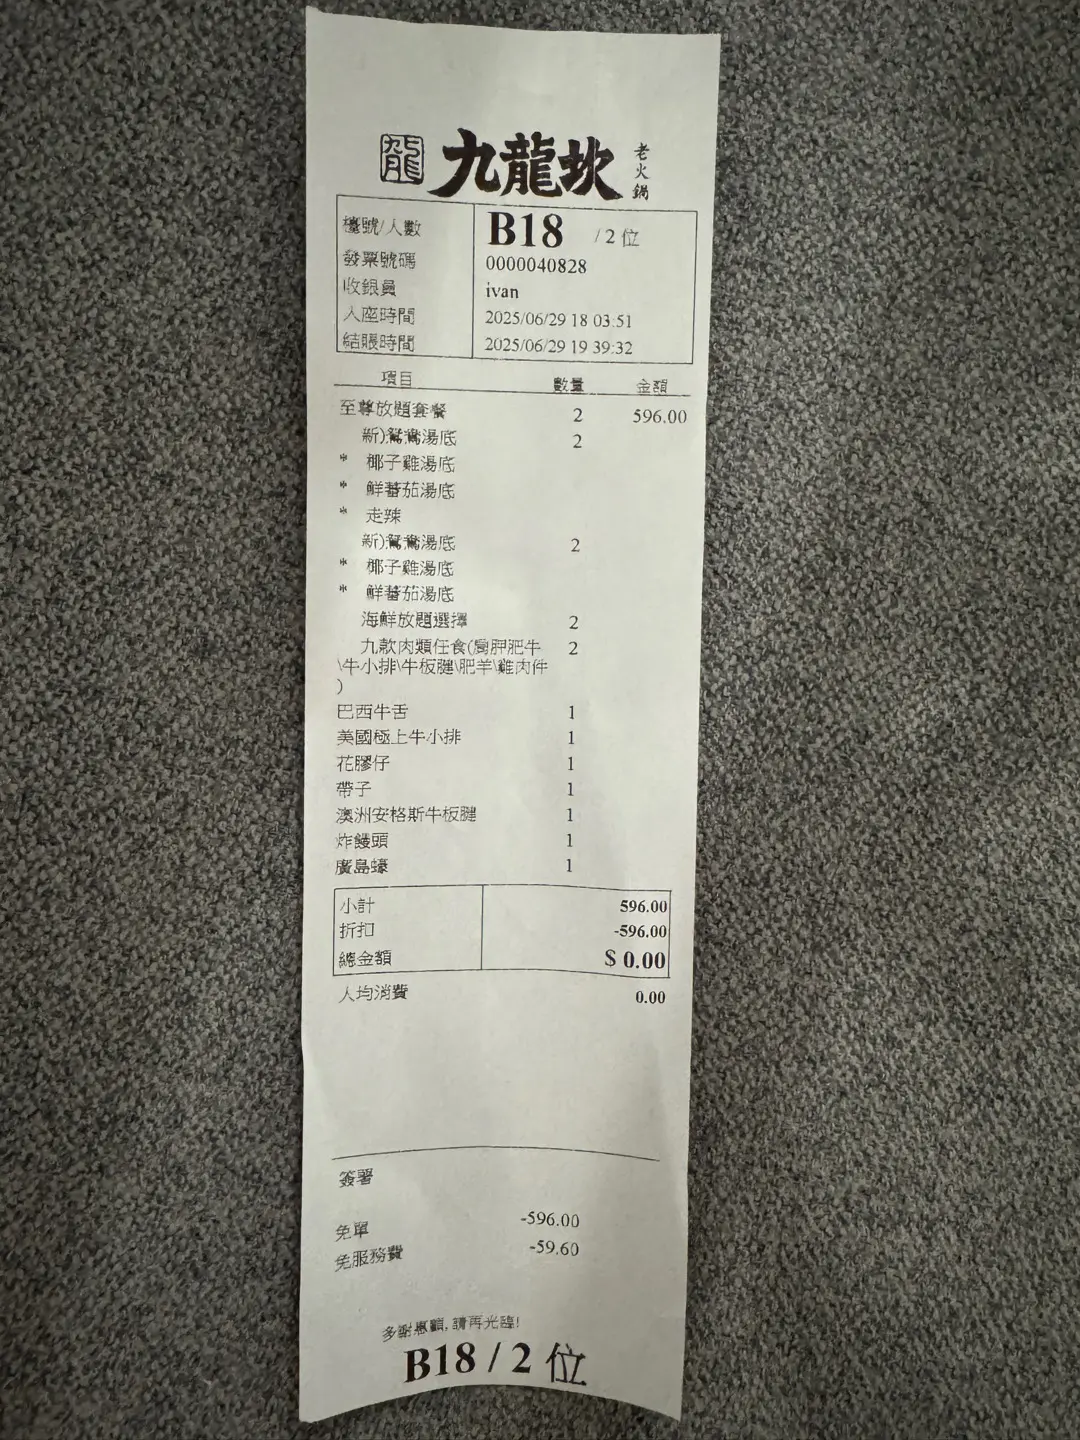 龍 九龍坎 老火鍋
檯號/人數 B18 / 2 位
發票號碼 0000040828
收銀員 ivan
入座時間 2025/06/29 18 03:51
結賬時間 2025/06/29 19 39:32
項目 數量 金額
至尊放題套餐 2 596.00
新)鴛鴦湯底 2
* 椰子雞湯底
* 鮮蕃茄湯底
* 走辣
新)鴛鴦湯底 2
* 椰子雞湯底
* 鮮蕃茄湯底
海鮮放題選擇 2
九款肉類任食(肩胛肥牛 2
\牛小排\牛板腱\肥羊\雞肉件
)
巴西牛舌 1
美國極上牛小排 1
花膠仔 1
帶子 1
澳洲安格斯牛板腱 1
炸饅頭 1
廣島蠔 1
小計 596.00
折扣 -596.00
總金額 $ 0.00
人均消費 0.00
簽署
免單 -596.00
免服務費 -59.60
多謝惠顧,請再光臨!
B18 / 2 位